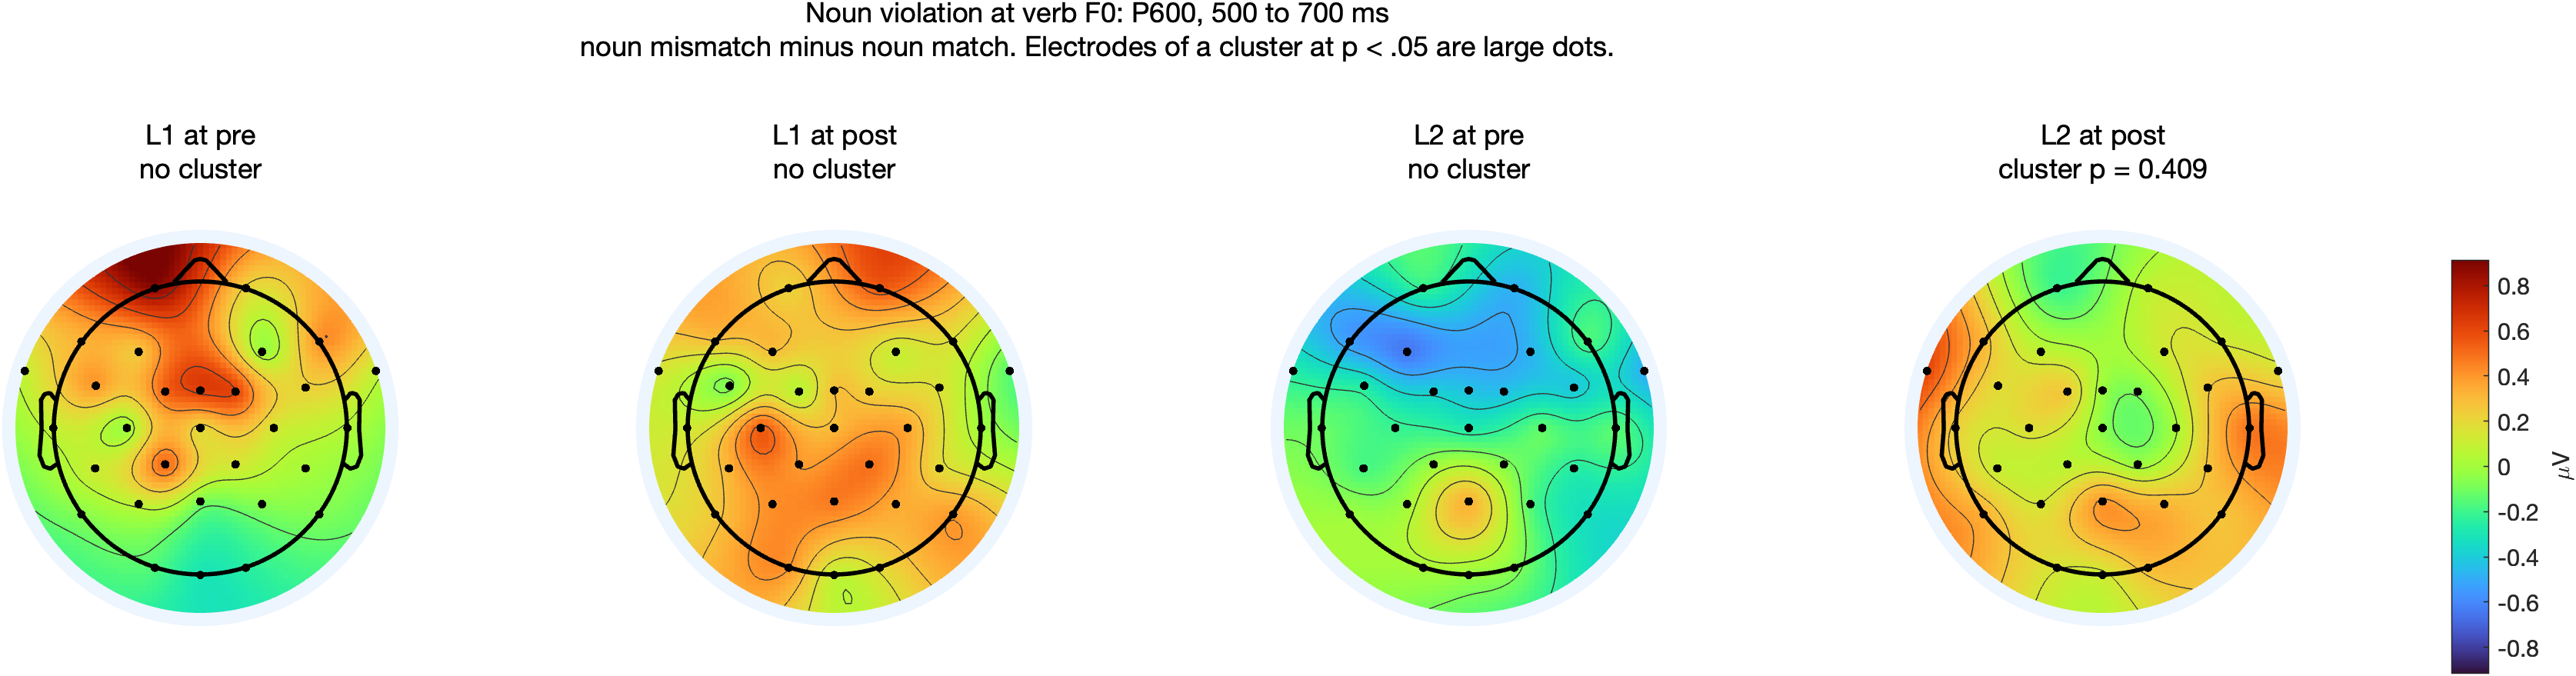 Noun violation at verb F0: P600, 500 to 700 ms
noun mismatch minus noun match. Electrodes of a cluster at p < .05 are large dots.
L1 at pre
no cluster
L1 at post
no cluster
L2 at pre
no cluster
L2 at post
cluster p = 0.409
0.8
0.6
0.4
0.2
0
-0.2
-0.4
-0.6
-0.8
μV